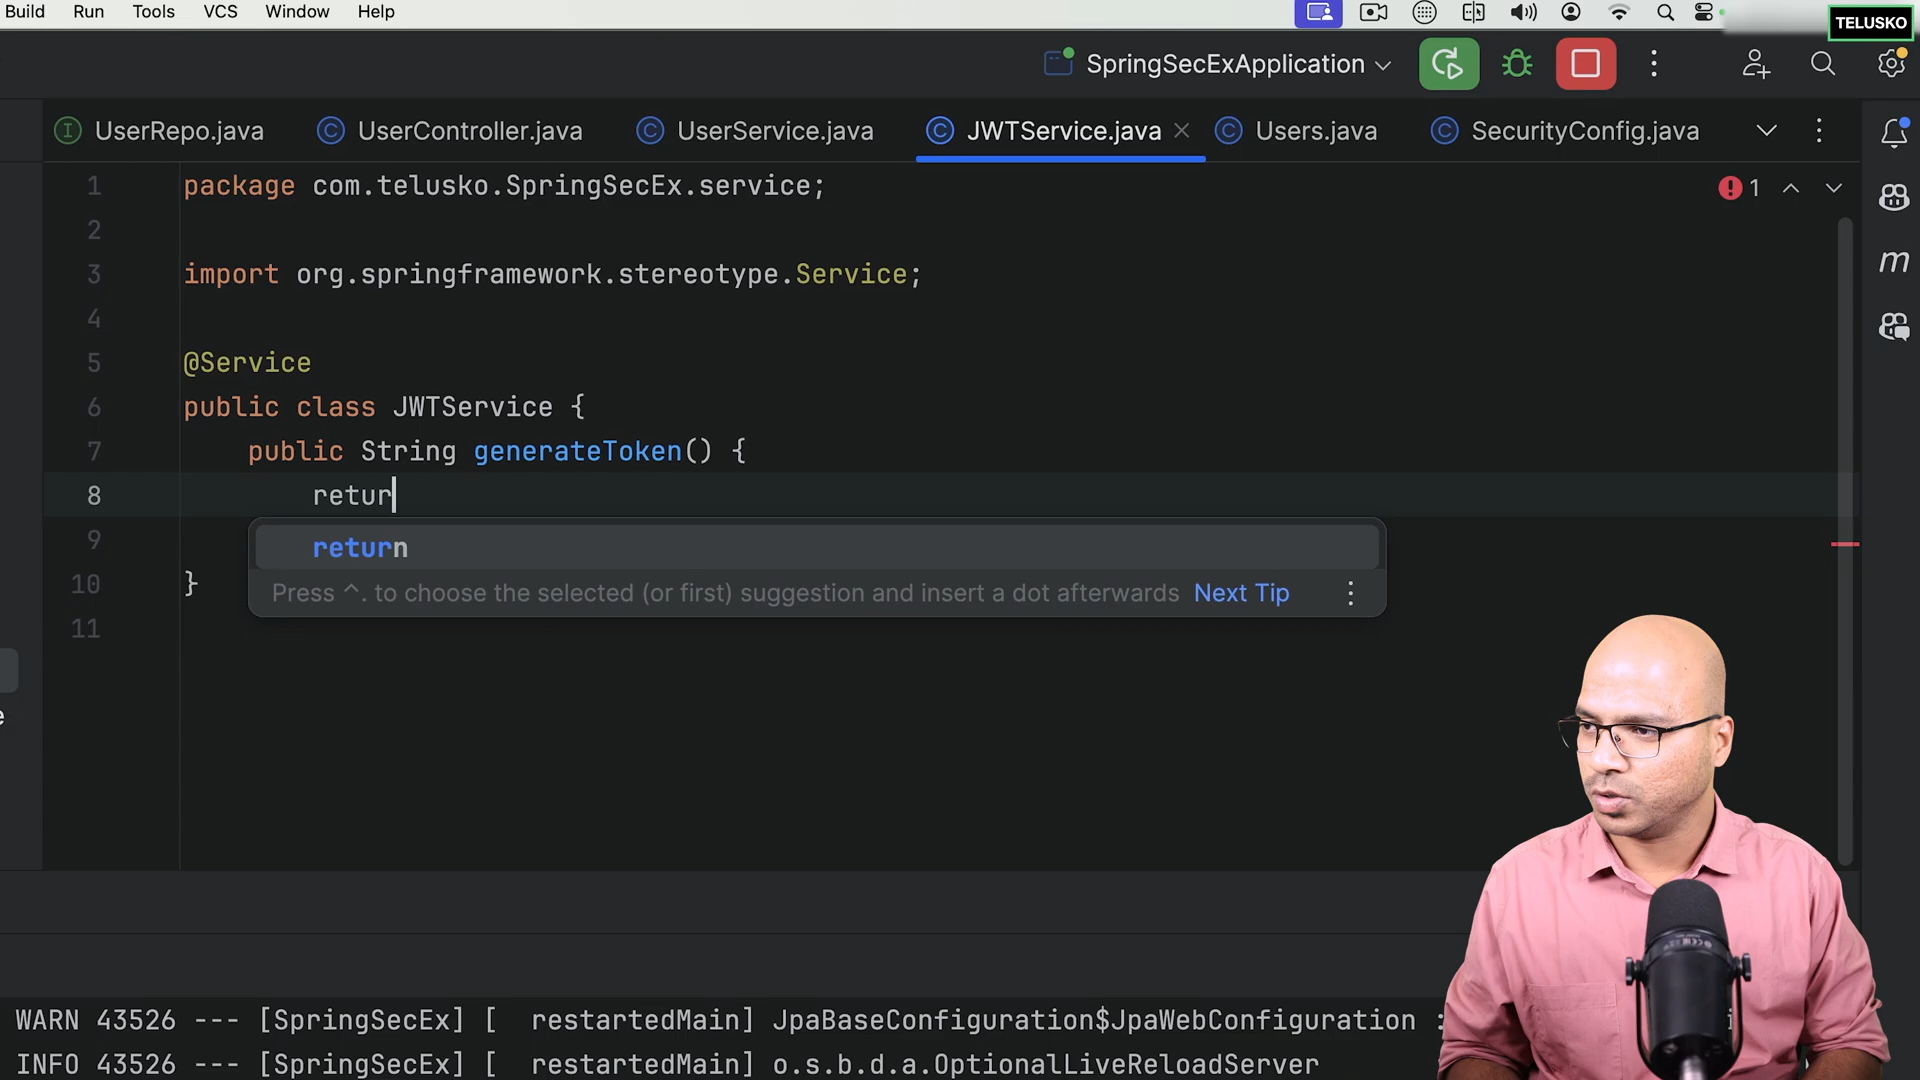 Build Run Tools VCS Window Help
TELUSKO
SpringSecExApplication
UserRepo.java UserController.java UserService.java JWTService.java Users.java SecurityConfig.java
1 package com.telusko.SpringSecEx.service;
1
2
3 import org.springframework.stereotype.Service;
4
5 @Service
6 public class JWTService {
7 public String generateToken() {
8 retur
9 return
Press ^. to choose the selected (or first) suggestion and insert a dot afterwards Next Tip
10 }
11
WARN 43526 --- [SpringSecEx] [ restartedMain] JpaBaseConfiguration$JpaWebConfiguration :
INFO 43526 --- [SpringSecEx] [ restartedMain] o.s.b.d.a.OptionalLiveReloadServer